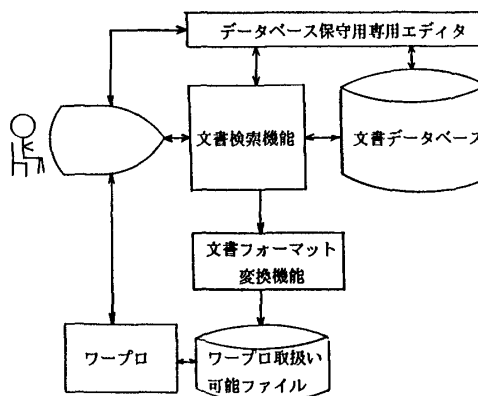 データベース保守用専用エディタ
文書検索機能
文書データベース
文書フォーマット
変換機能
ワープロ
ワープロ取扱い
可能ファイル